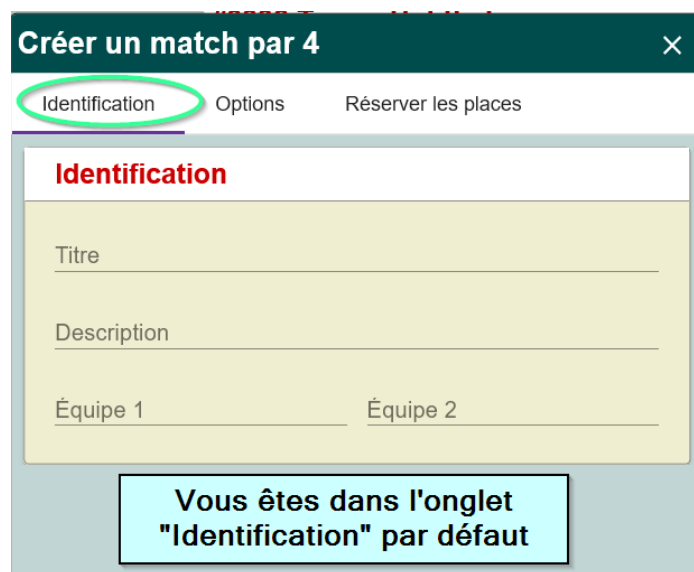 Créer un match par 4
Identification Options Réserver les places
Identification
Titre
Description
Équipe 1 Équipe 2
Vous êtes dans l'onglet
"Identification" par défaut